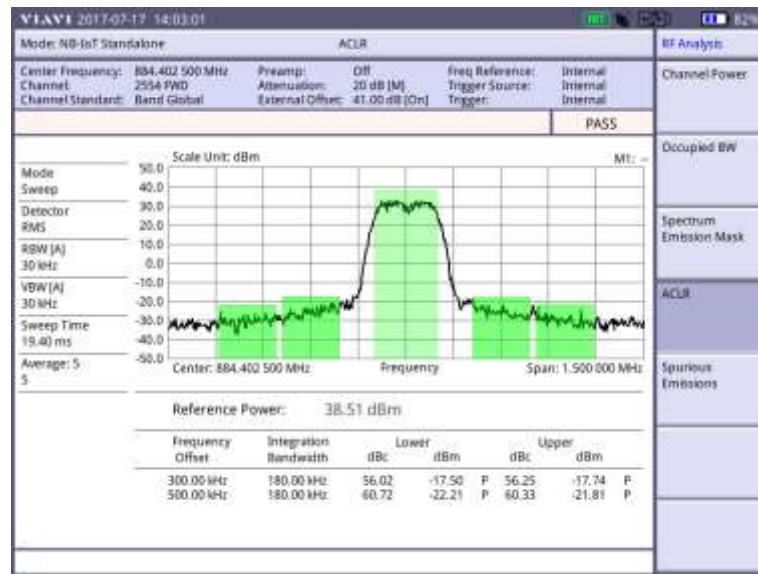 VIAVI 2017-07-17 14:03:01
INT
82%
Mode: NB-IoT Standalone
ACLR
RF Analysis
Center Frequency: 884.402 500 MHz
Preamp: Off
Freq Reference: Internal
Channel: 2554 FWD
Attenuation: 20 dB [M]
Trigger Source: Internal
Channel Standard: Band Global
External Offset: 41.00 dB [On]
Trigger: Internal
PASS
Channel Power
Occupied BW
Spectrum
Emission Mask
ACLR
Spurious
Emissions
Mode
Sweep
Detector
RMS
RBW [A]
30 kHz
VBW [A]
30 kHz
Sweep Time
19.40 ms
Average: 5
5
Scale Unit: dBm
M1: --
50.0
40.0
30.0
20.0
10.0
0.0
-10.0
-20.0
-30.0
-40.0
-50.0
Center: 884.402 500 MHz
Frequency
Span: 1.500 000 MHz
Reference Power: 38.51 dBm
Frequency Integration Lower Upper
Offset Bandwidth dBc dBm dBc dBm
300.00 kHz 180.00 kHz 56.02 -17.50 P 56.25 -17.74 P
500.00 kHz 180.00 kHz 60.72 -22.21 P 60.33 -21.81 P